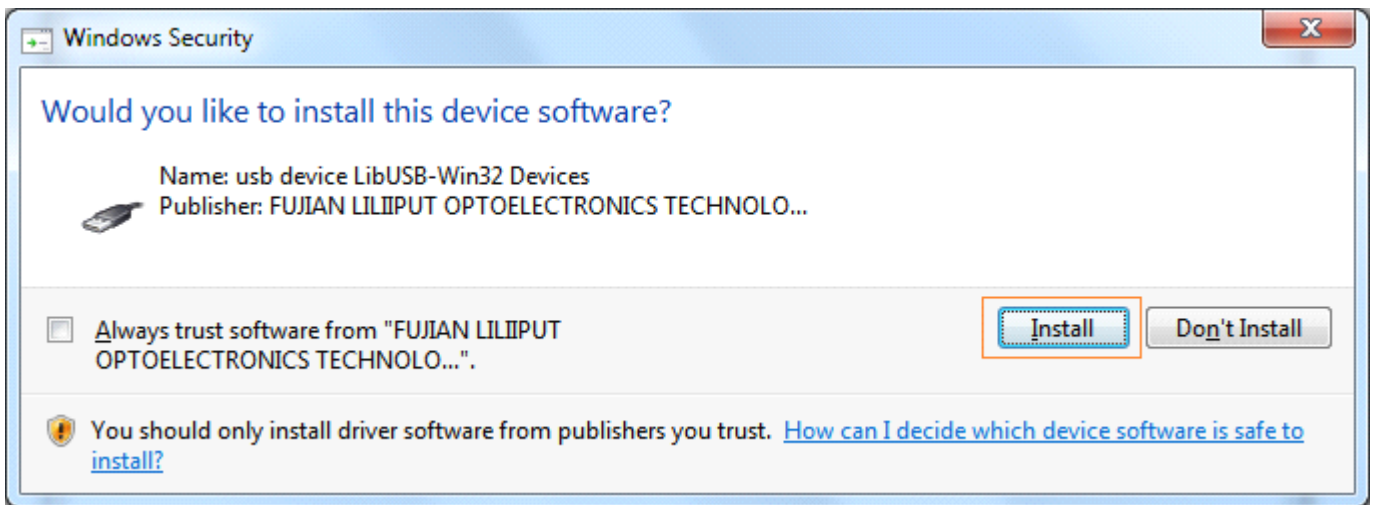 Windows Security
Would you like to install this device software?
Name: usb device LibUSB-Win32 Devices
Publisher: FUJIAN LILIIPUT OPTOELECTRONICS TECHNOLO...
Always trust software from "FUJIAN LILIIPUT
OPTOELECTRONICS TECHNOLO...".
Install
Don't Install
You should only install driver software from publishers you trust. How can I decide which device software is safe to
install?